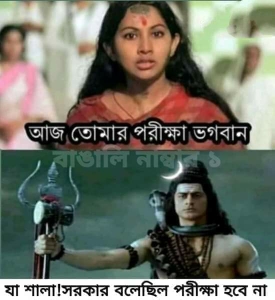 আজ তোমার পরীক্ষা ভগবান
বাঙালি নাম্বার ১
যা শালা!সরকার বলেছিল পরীক্ষা হবে না